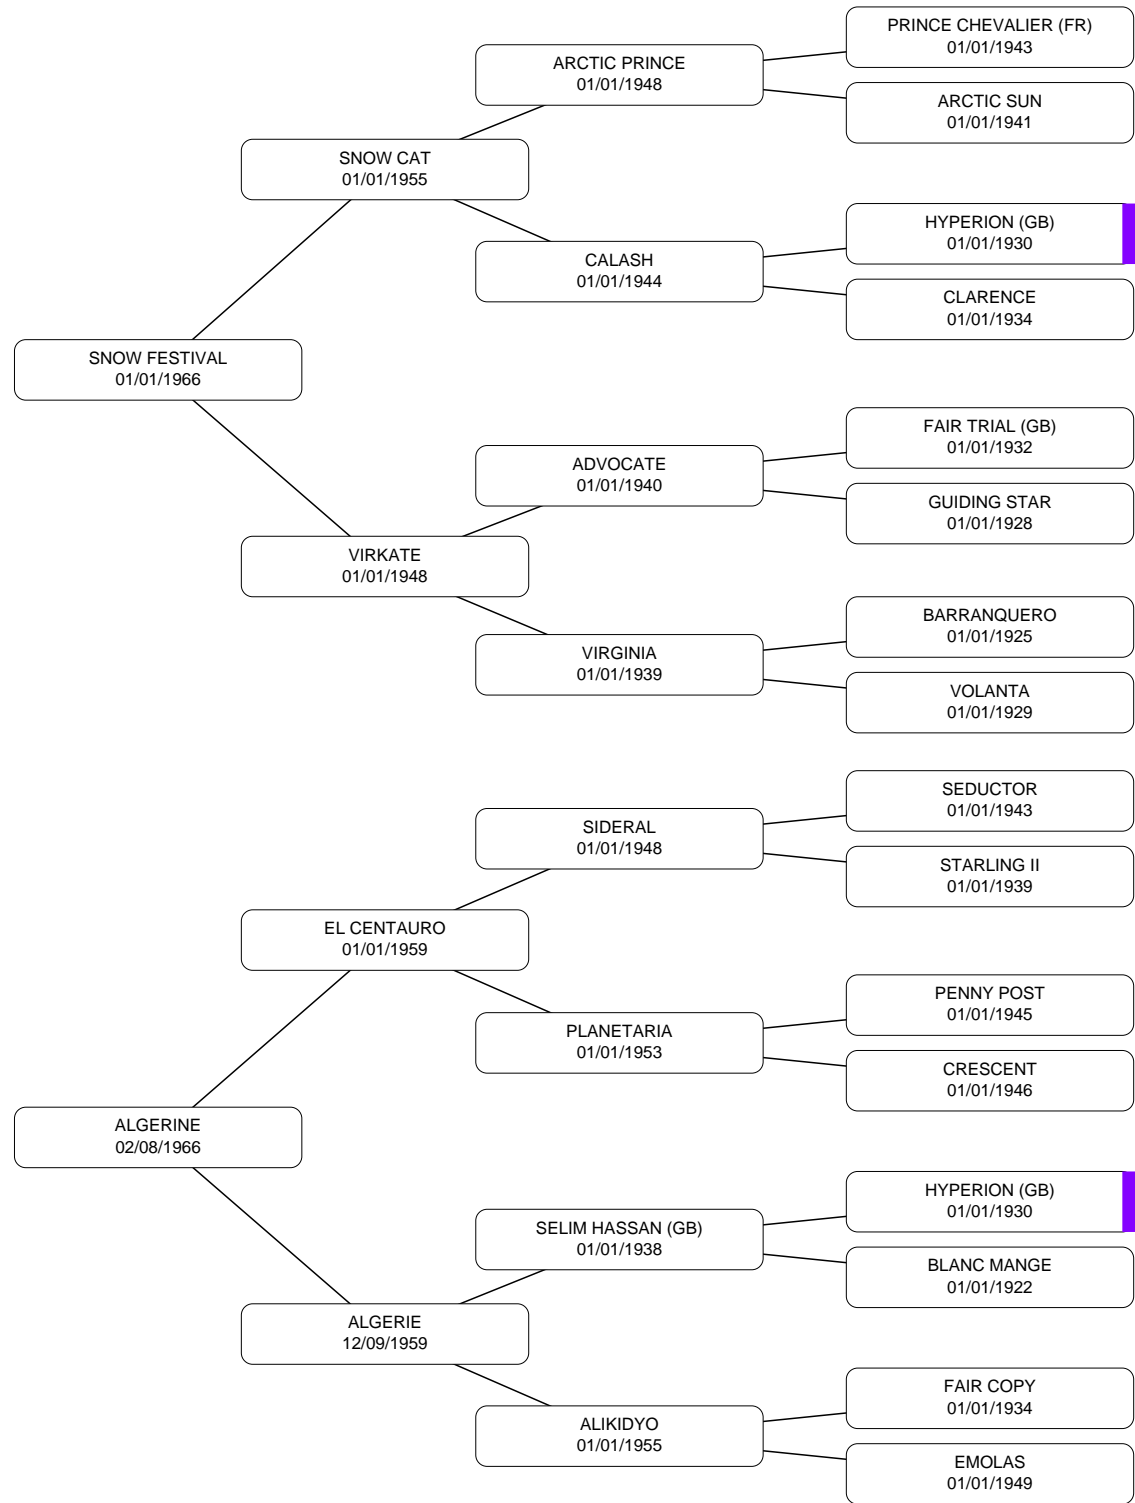 PRINCE CHEVALIER (FR)
01/01/1943
ARCTIC PRINCE
01/01/1948
ARCTIC SUN
01/01/1941
SNOW CAT
01/01/1955
HYPERION (GB)
01/01/1930
CALASH
01/01/1944
CLARENCE
01/01/1934
SNOW FESTIVAL
01/01/1966
FAIR TRIAL (GB)
01/01/1932
ADVOCATE
01/01/1940
GUIDING STAR
01/01/1928
VIRKATE
01/01/1948
BARRANQUERO
01/01/1925
VIRGINIA
01/01/1939
VOLANTA
01/01/1929
SEDUCTOR
01/01/1943
SIDERAL
01/01/1948
STARLING II
01/01/1939
EL CENTAURO
01/01/1959
PENNY POST
01/01/1945
PLANETARIA
01/01/1953
CRESCENT
01/01/1946
ALGERINE
02/08/1966
HYPERION (GB)
01/01/1930
SELIM HASSAN (GB)
01/01/1938
BLANC MANGE
01/01/1922
ALGERIE
12/09/1959
FAIR COPY
01/01/1934
ALIKIDYO
01/01/1955
EMOLAS
01/01/1949